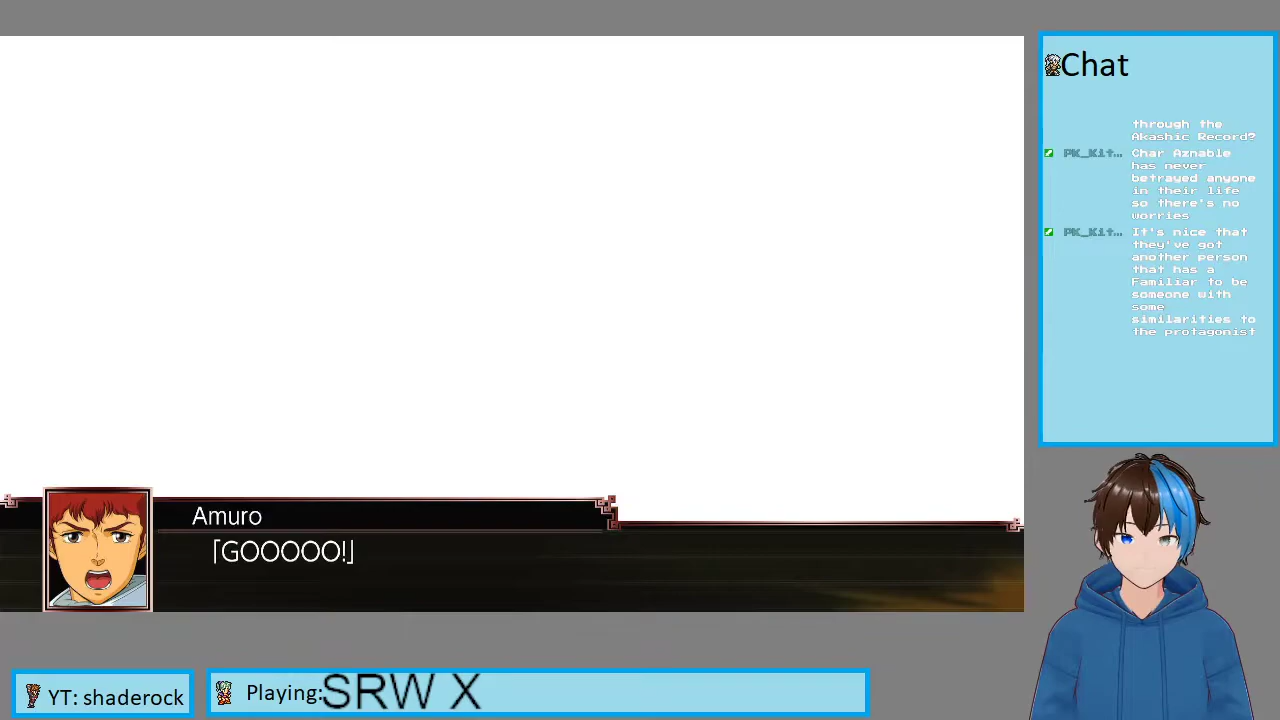 Chat
through the
Akashic Record?
PK_Kit… Char Aznable
has never
betrayed anyone
in their life
so there's no
worries
PK_Kit… It's nice that
they've got
another person
that has a
Familiar to be
someone with
some
similarities to
the protagonist
Amuro
「GOOOOO!」
YT: shaderock
Playing:SRW X